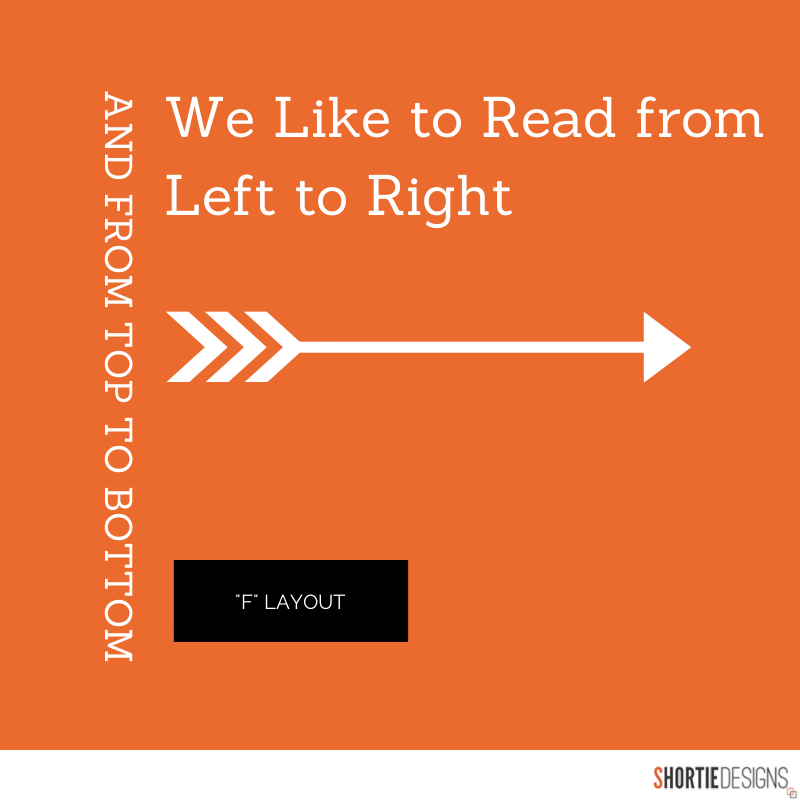 We Like to Read from
Left to Right
AND FROM TOP TO BOTTOM
"F" LAYOUT
SHORTIEDESIGNS